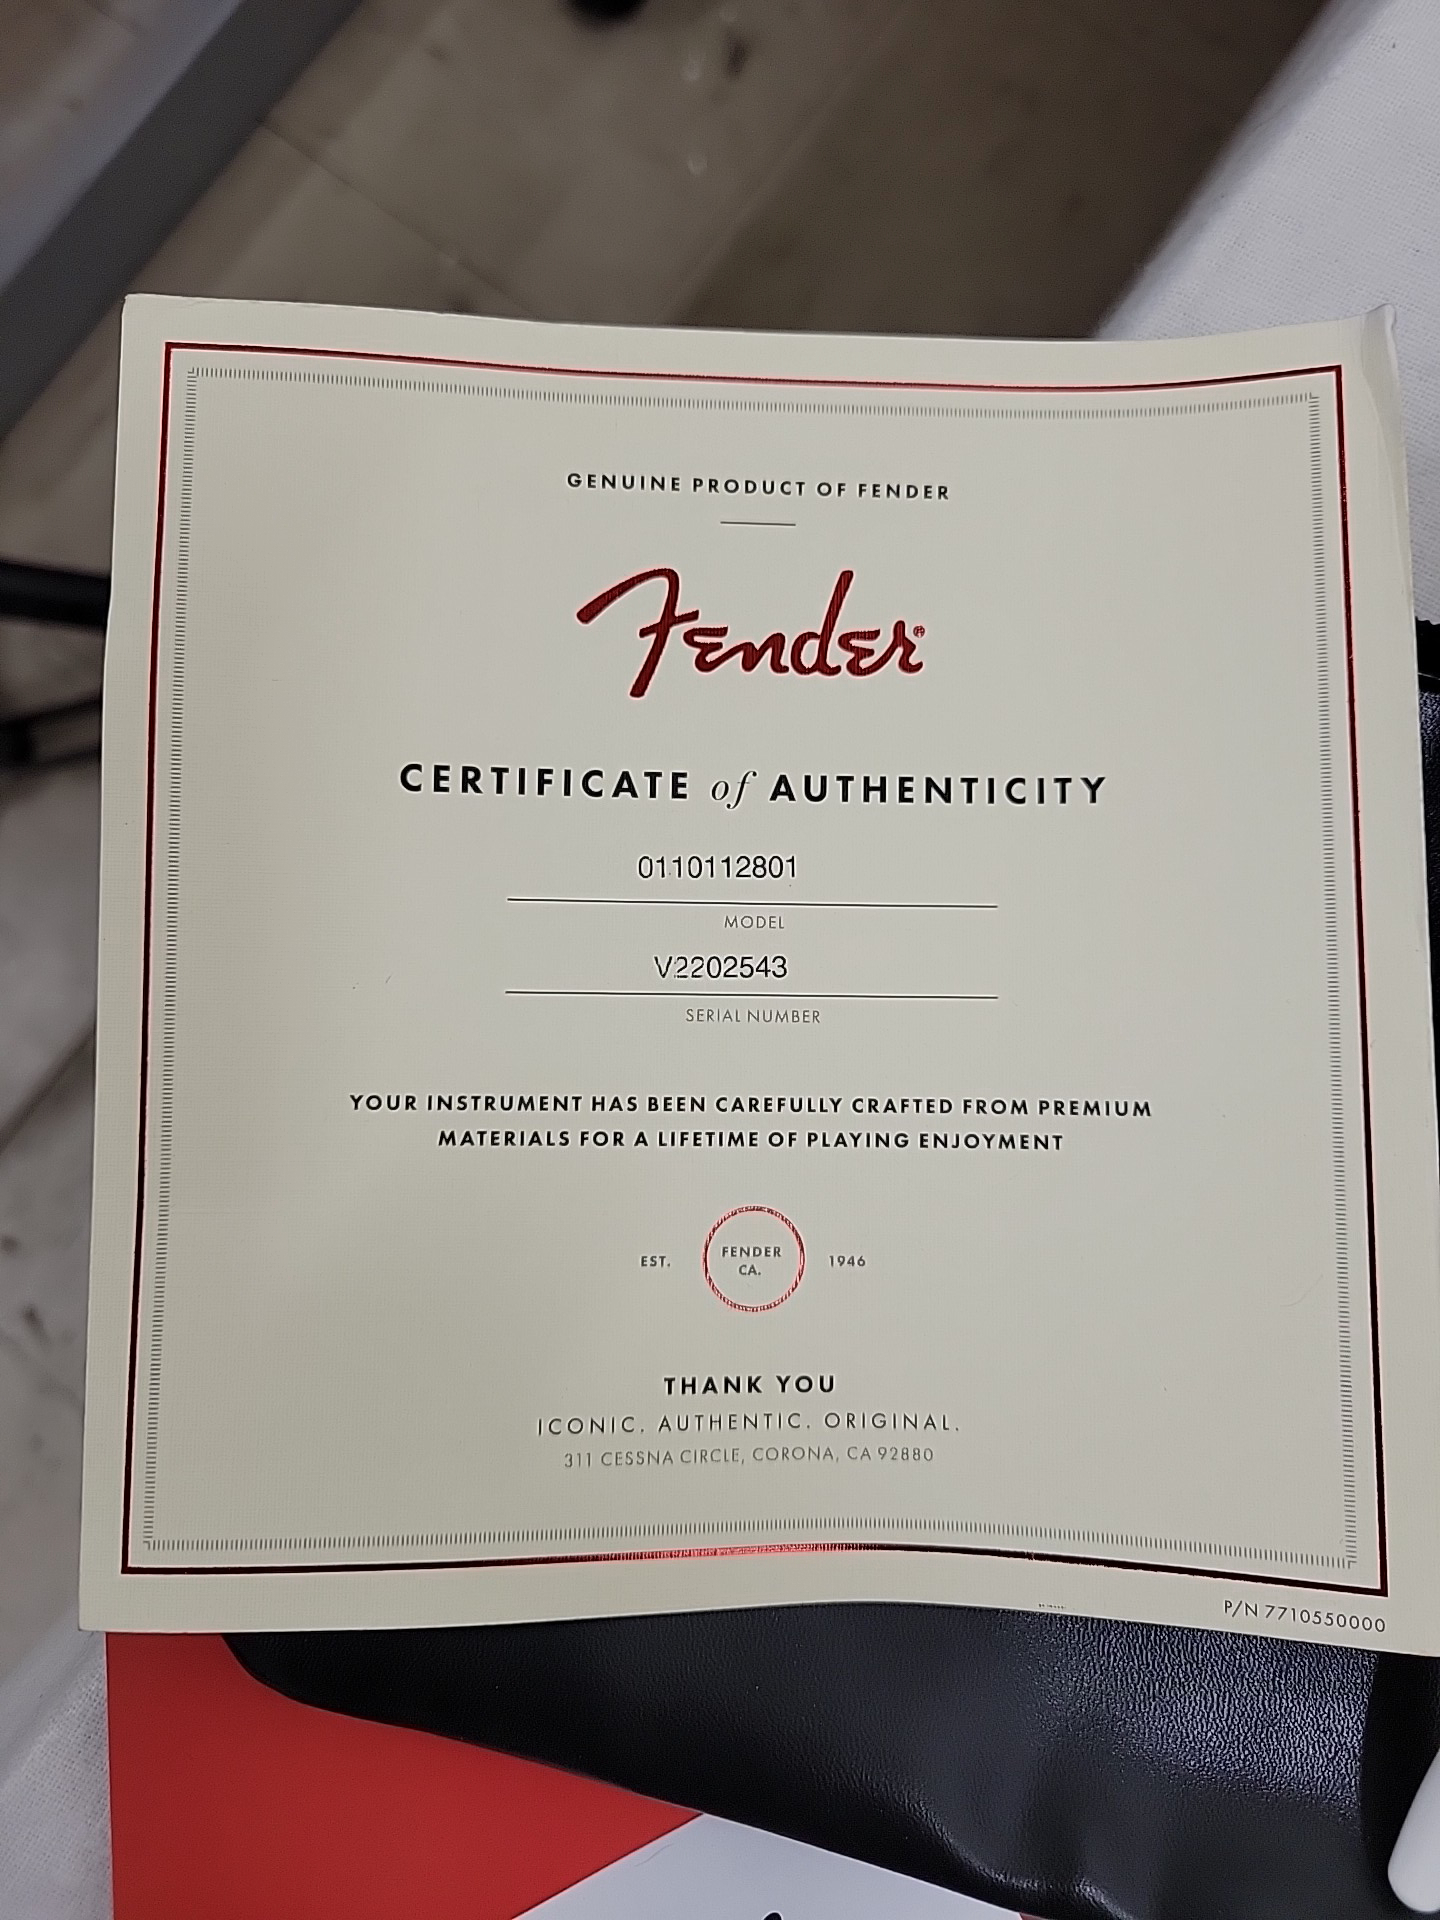 GENUINE PRODUCT OF FENDER
Fender®
CERTIFICATE of AUTHENTICITY
0110112801
MODEL
V2202543
SERIAL NUMBER
YOUR INSTRUMENT HAS BEEN CAREFULLY CRAFTED FROM PREMIUM
MATERIALS FOR A LIFETIME OF PLAYING ENJOYMENT
EST. FENDER CA. 1946
THANK YOU
ICONIC. AUTHENTIC. ORIGINAL.
311 CESSNA CIRCLE, CORONA, CA 92880
P/N 7710550000